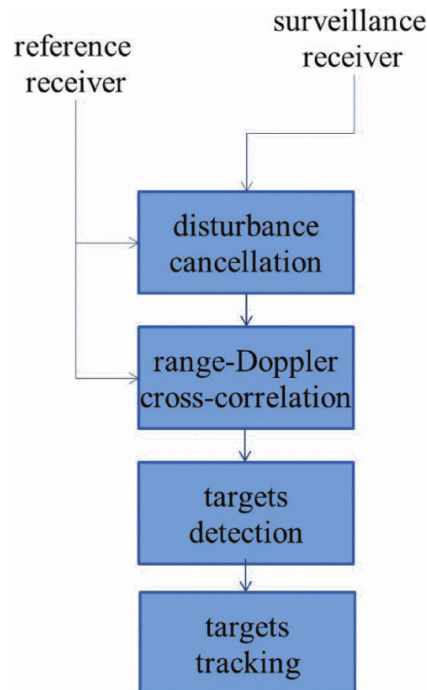 reference
receiver
surveillance
receiver
disturbance
cancellation
range-Doppler
cross-correlation
targets
detection
targets
tracking